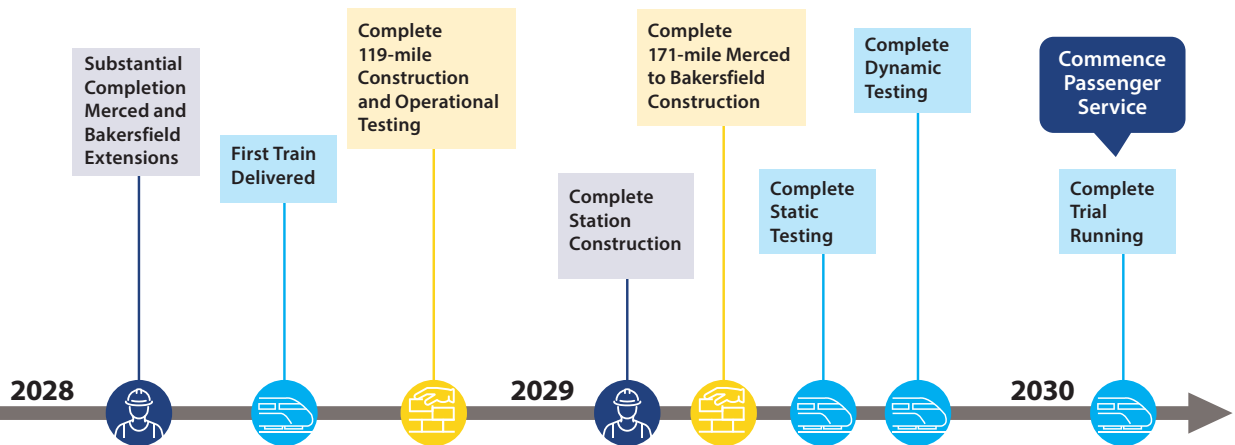 Substantial
Completion
Merced and
Bakersfield
Extensions
First Train
Delivered
Complete
119-mile
Construction
and Operational
Testing
Complete
Station
Construction
Complete
171-mile Merced
to Bakersfield
Construction
Complete
Static
Testing
Complete
Dynamic
Testing
Commence
Passenger
Service
Complete
Trial
Running
2028
2029
2030